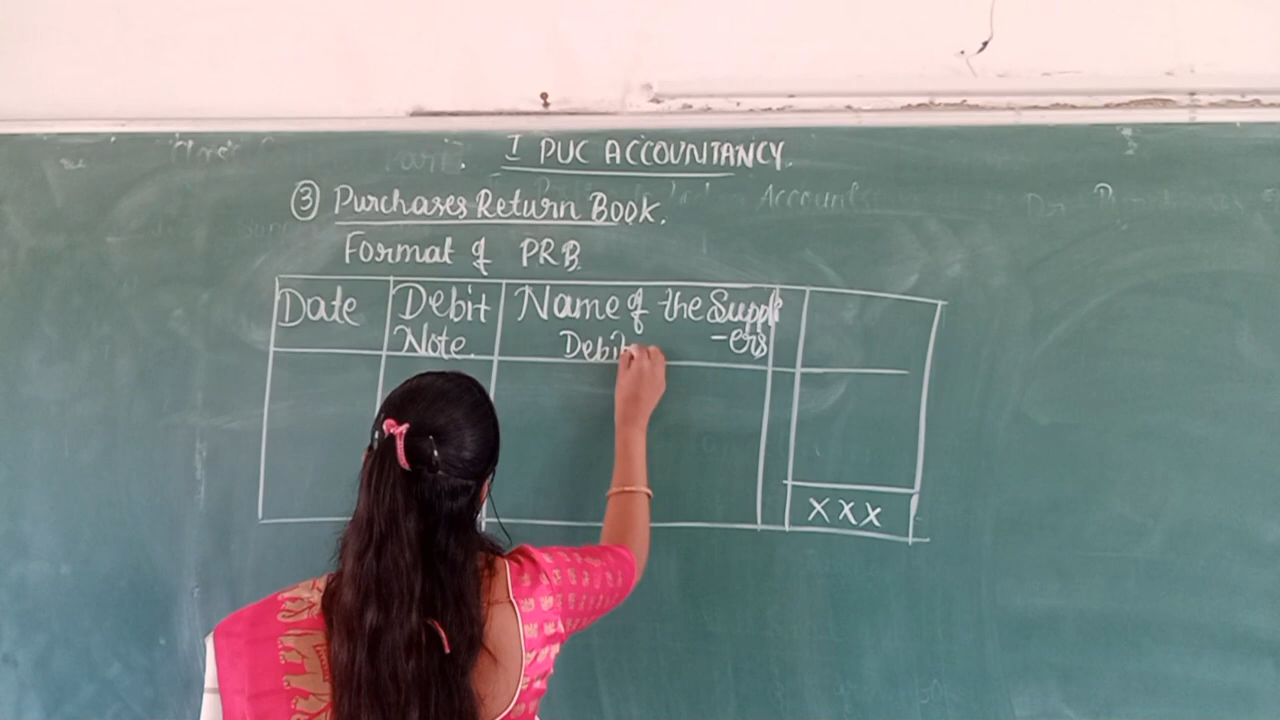 I PUC ACCOUNTANCY.
③ Purchases Return Book.
Format of PRB.
Date
Debit
Note.
Name of the Suppli
-ers
Debit
XXX
Accounts